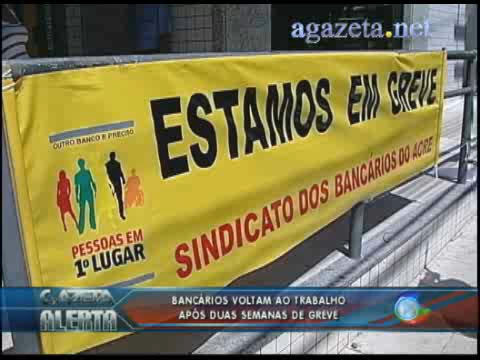 agazeta.net
ESTAMOS EM GREVE
SINDICATO DOS BANCÁRIOS DO ACRE
OUTRO BANCO É PRECISO
PESSOAS EM
1º LUGAR
GAZETA
ALERTA
BANCÁRIOS VOLTAM AO TRABALHO
APÓS DUAS SEMANAS DE GREVE